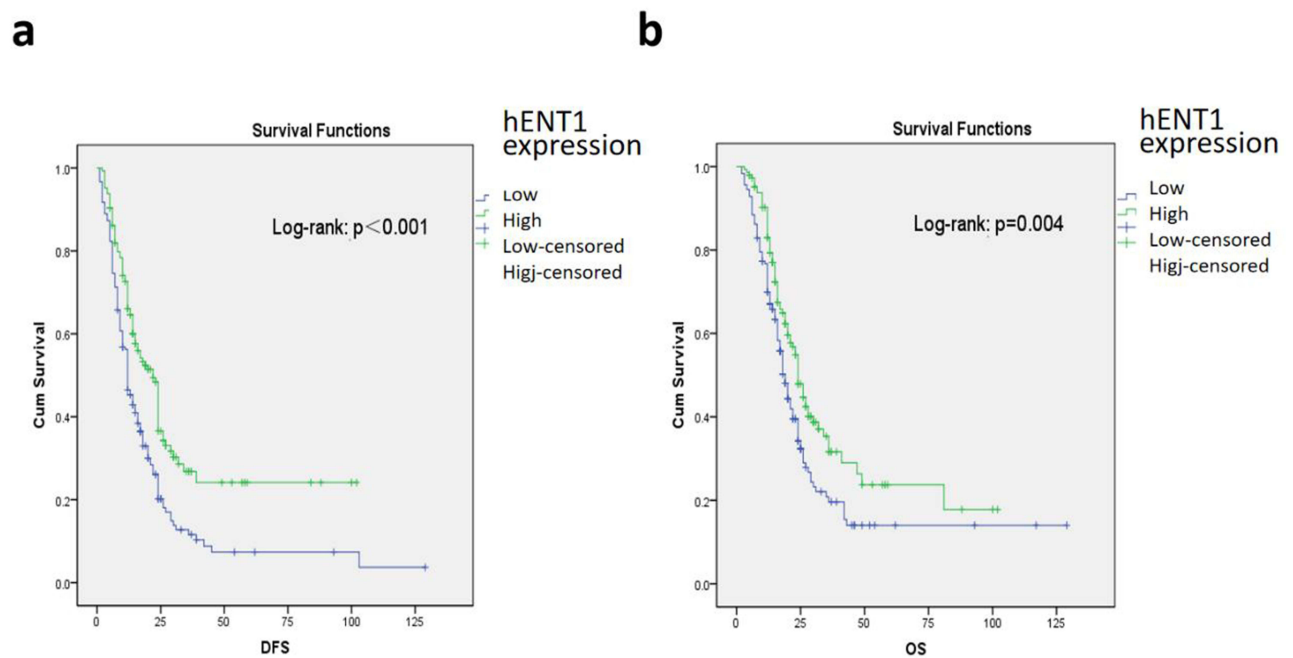 a
b
Survival Functions
hENT1
expression
Low
High
Low-censored
Higj-censored
Log-rank: p<0.001
Cum Survival
1.0
0.8
0.6
0.4
0.2
0.0
0
25
50
75
100
125
DFS
Survival Functions
hENT1
expression
Low
High
Low-censored
Higj-censored
Log-rank: p=0.004
Cum Survival
1.0
0.8
0.6
0.4
0.2
0.0
0
25
50
75
100
125
OS